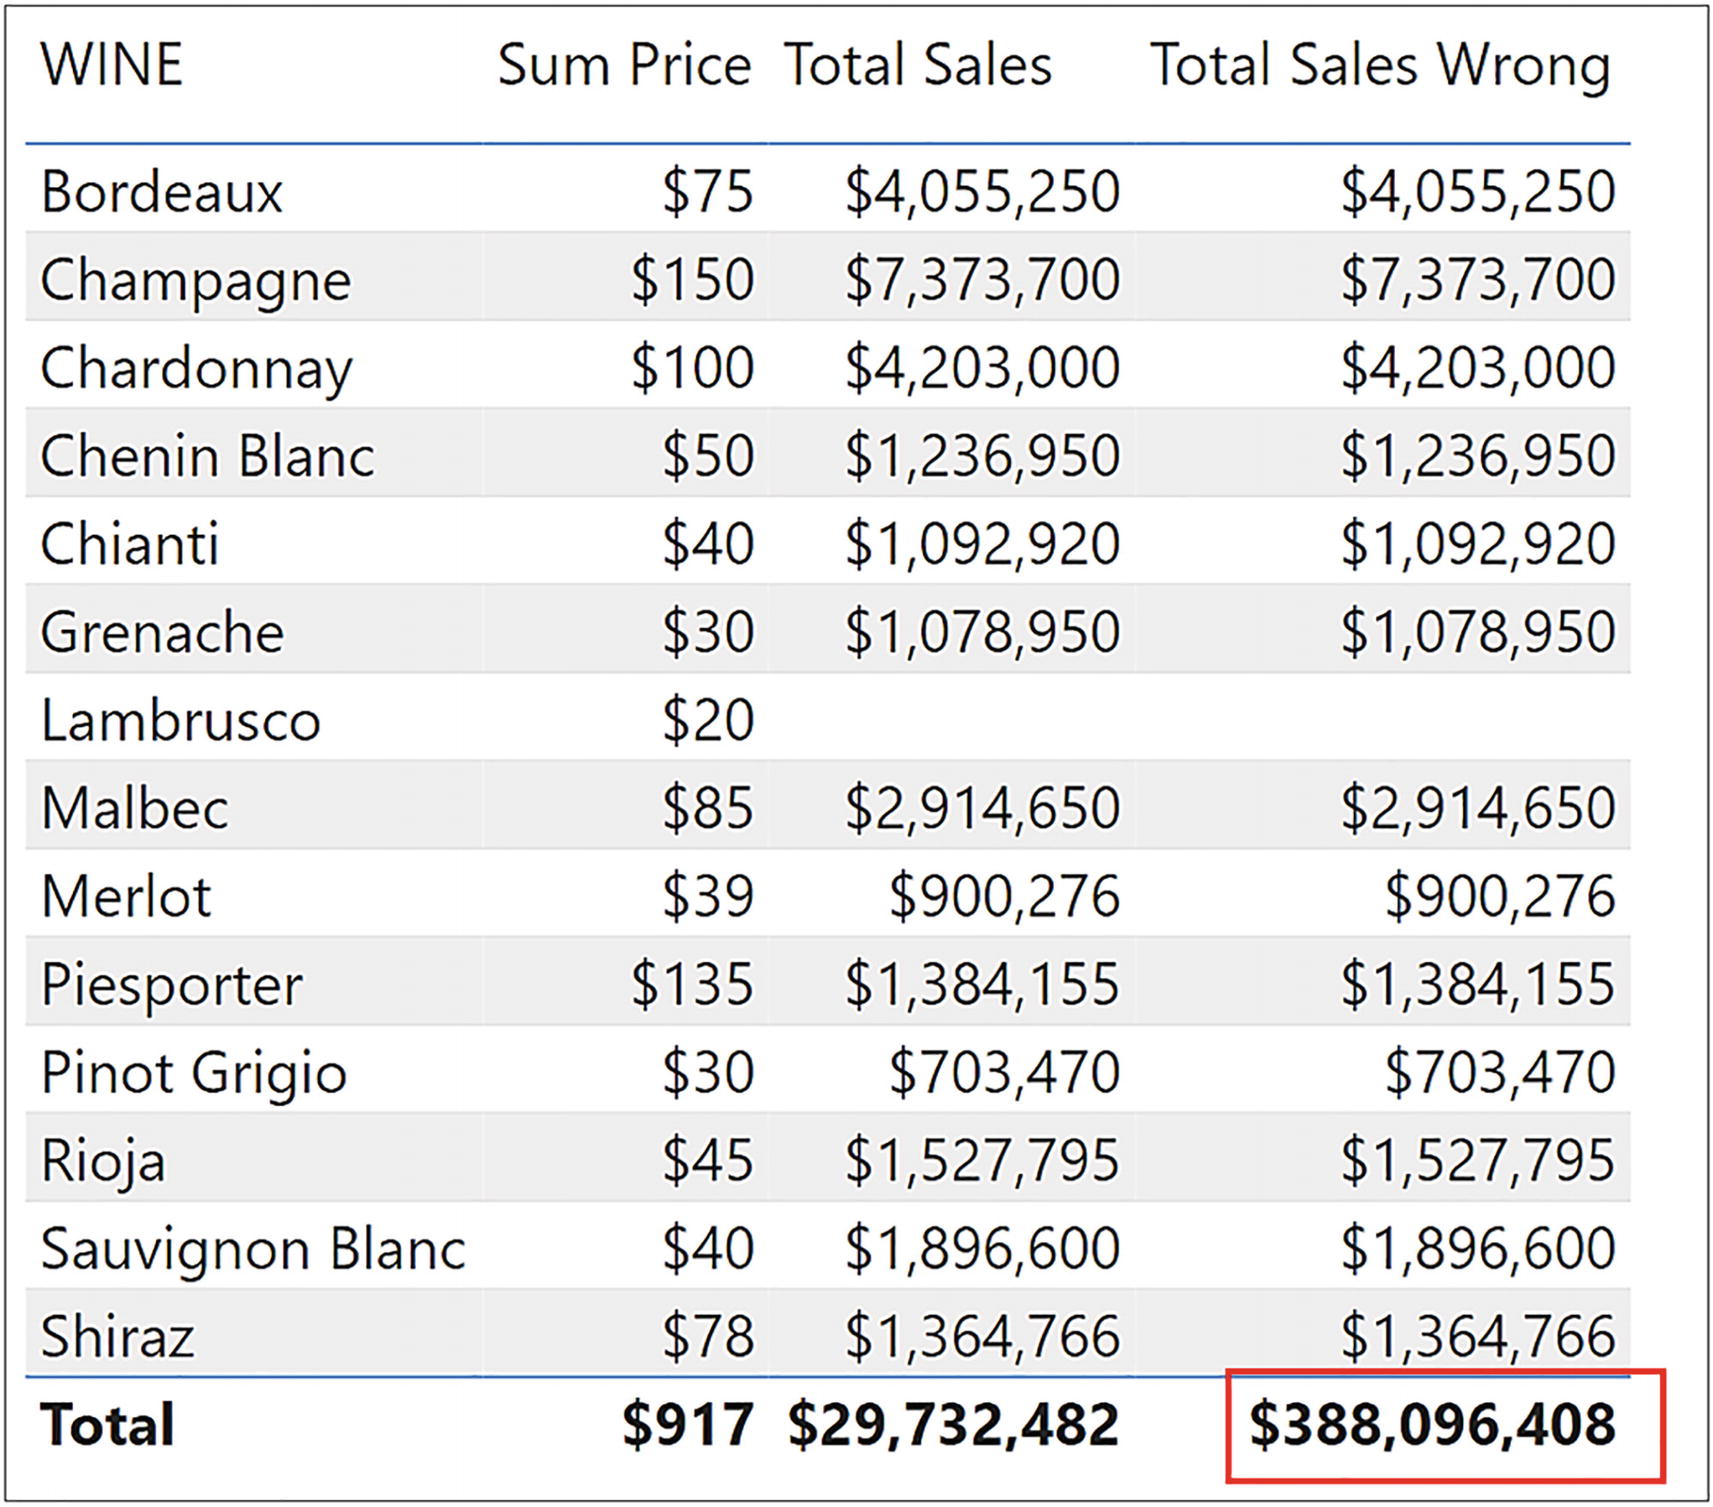 WINE Sum Price Total Sales Total Sales Wrong
Bordeaux $75 $4,055,250 $4,055,250
Champagne $150 $7,373,700 $7,373,700
Chardonnay $100 $4,203,000 $4,203,000
Chenin Blanc $50 $1,236,950 $1,236,950
Chianti $40 $1,092,920 $1,092,920
Grenache $30 $1,078,950 $1,078,950
Lambrusco $20
Malbec $85 $2,914,650 $2,914,650
Merlot $39 $900,276 $900,276
Piesporter $135 $1,384,155 $1,384,155
Pinot Grigio $30 $703,470 $703,470
Rioja $45 $1,527,795 $1,527,795
Sauvignon Blanc $40 $1,896,600 $1,896,600
Shiraz $78 $1,364,766 $1,364,766
Total $917 $29,732,482 $388,096,408